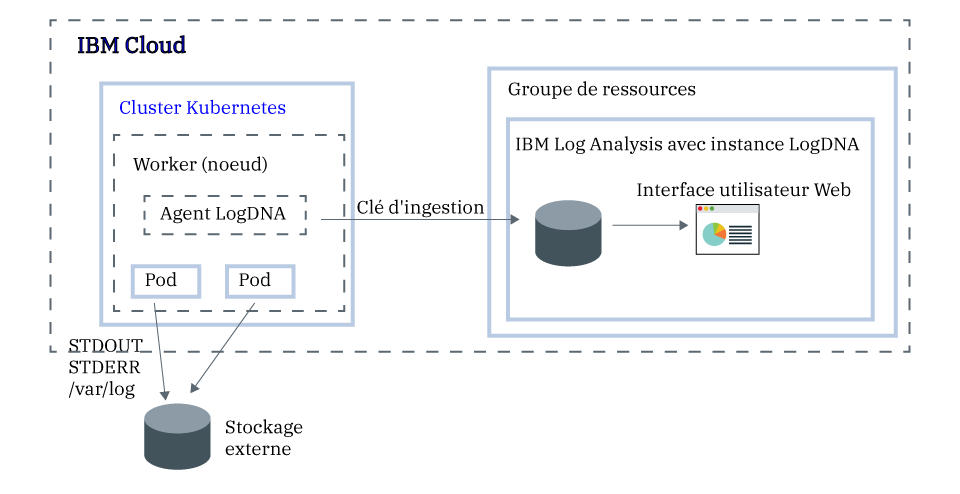 IBM Cloud
Cluster Kubernetes
Worker (noeud)
Agent LogDNA
Pod
Pod
Clé d'ingestion
Groupe de ressources
IBM Log Analysis avec instance LogDNA
Interface utilisateur Web
STDOUT
STDERR
/var/log
Stockage
externe